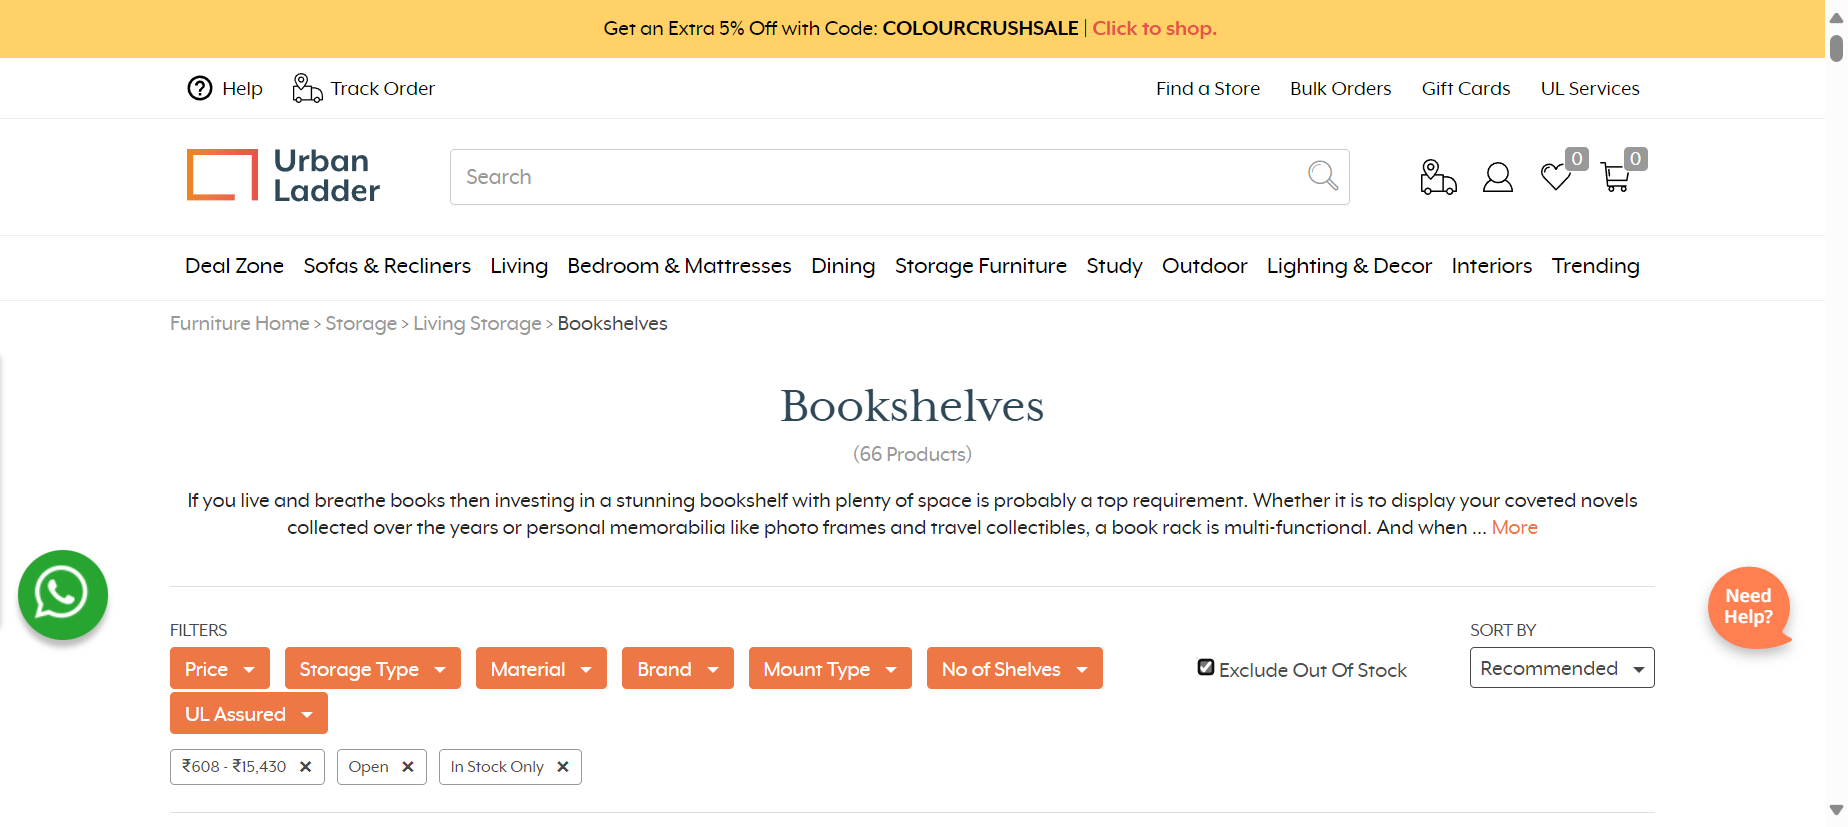 Get an Extra 5% Off with Code: COLOURCRUSHSALE | Click to shop.
Help Track Order Find a Store Bulk Orders Gift Cards UL Services
Urban
Ladder
Search
0
0
Deal Zone Sofas & Recliners Living Bedroom & Mattresses Dining Storage Furniture Study Outdoor Lighting & Decor Interiors Trending
Furniture Home > Storage > Living Storage > Bookshelves
Bookshelves
(66 Products)
If you live and breathe books then investing in a stunning bookshelf with plenty of space is probably a top requirement. Whether it is to display your coveted novels
collected over the years or personal memorabilia like photo frames and travel collectibles, a book rack is multi-functional. And when ... More
Need
Help?
FILTERS
SORT BY
Price Storage Type Material Brand Mount Type No of Shelves Exclude Out Of Stock Recommended
UL Assured
₹608 - ₹15,430 ✕ Open ✕ In Stock Only ✕